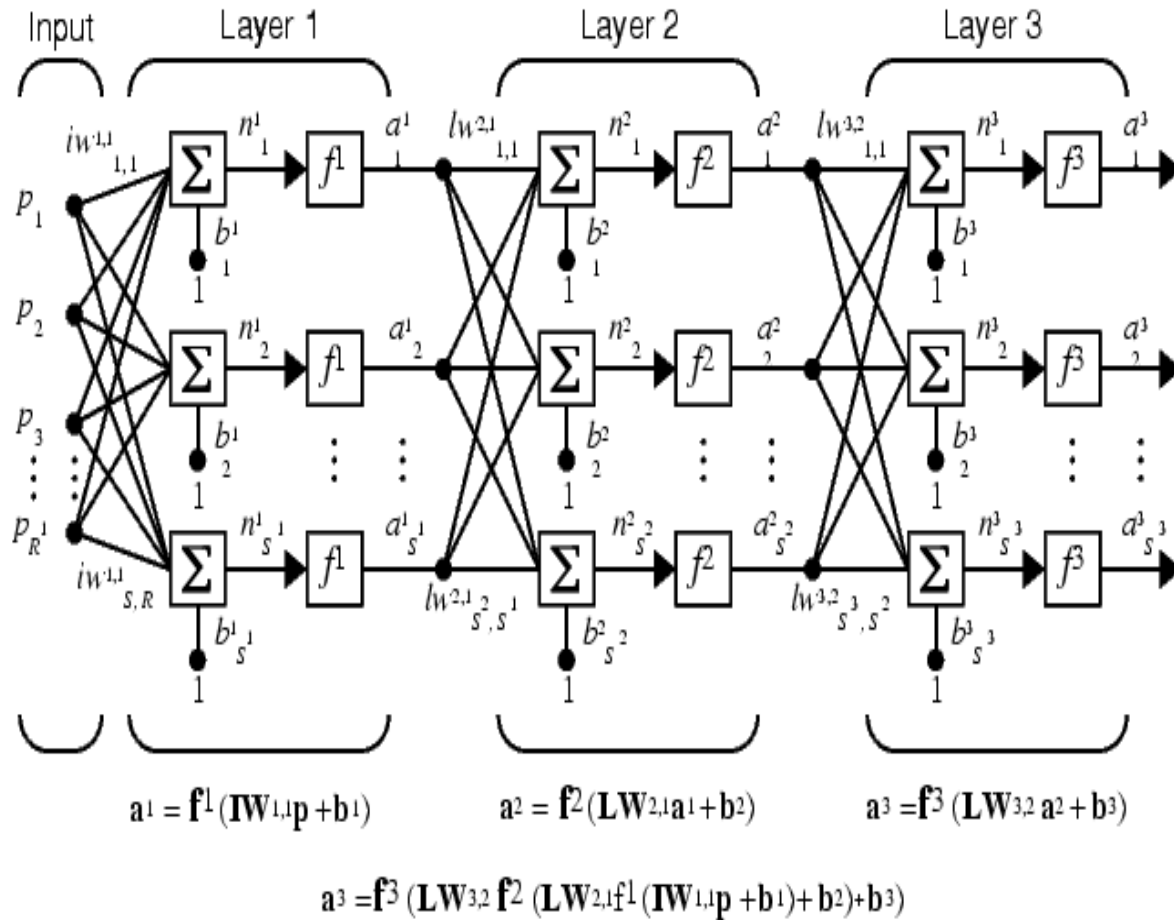 Input Layer 1 Layer 2 Layer 3
iw1,1 1,1 n1 1 a1 1 lw2,1 1,1 n2 1 a2 1 lw3,2 1,1 n3 1 a3 1
Σ f1 Σ f2 Σ f3
p1
b1 1 b2 1 b3 1
1 1 1
p2
n1 2 a1 2 n2 2 a2 2 n3 2 a3 2
Σ f1 Σ f2 Σ f3
p3
b1 2 b2 2 b3 2
1 1 1
pR1
n1 S1 a1 S1 n2 S2 a2 S2 n3 S3 a3 S3
Σ f1 Σ f2 Σ f3
iw1,1 S,R lw2,1 S2,S1 lw3,2 S3,S2
b1 S1 b2 S2 b3 S3
1 1 1
a1 = f1 (IW1,1p +b1) a2 = f2 (LW2,1a1 +b2) a3 =f3 (LW3,2 a2 +b3)
a3 =f3 (LW3,2 f2 (LW2,1f1 (IW1,1p +b1)+ b2)+b3)